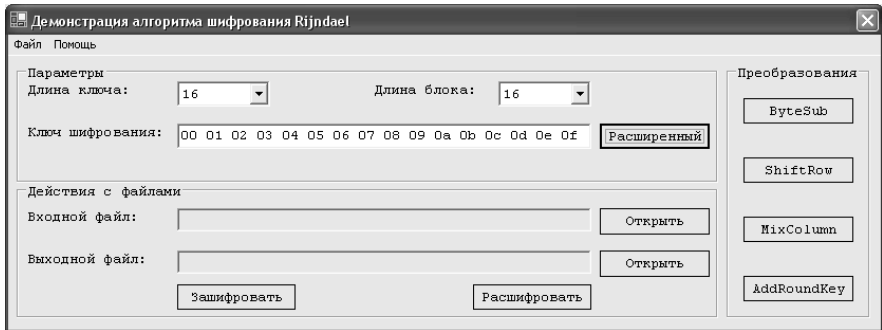 Демонстрация алгоритма шифрования Rijndael
Файл Помощь
Параметры
Длина ключа: 16 Длина блока: 16
Ключ шифрования: 00 01 02 03 04 05 06 07 08 09 0a 0b 0c 0d 0e 0f Расширенный
Действия с файлами
Входной файл: Открыть
Выходной файл: Открыть
Зашифровать Расшифровать
Преобразования
ByteSub
ShiftRow
MixColumn
AddRoundKey